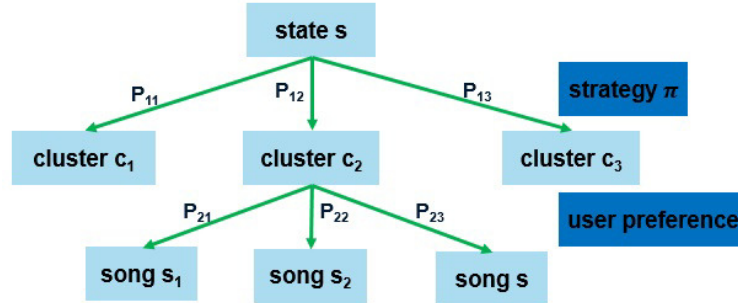 state s
P₁₁
P₁₂
P₁₃
strategy π
cluster c₁
cluster c₂
cluster c₃
P₂₁
P₂₂
P₂₃
user preference
song s₁
song s₂
song s